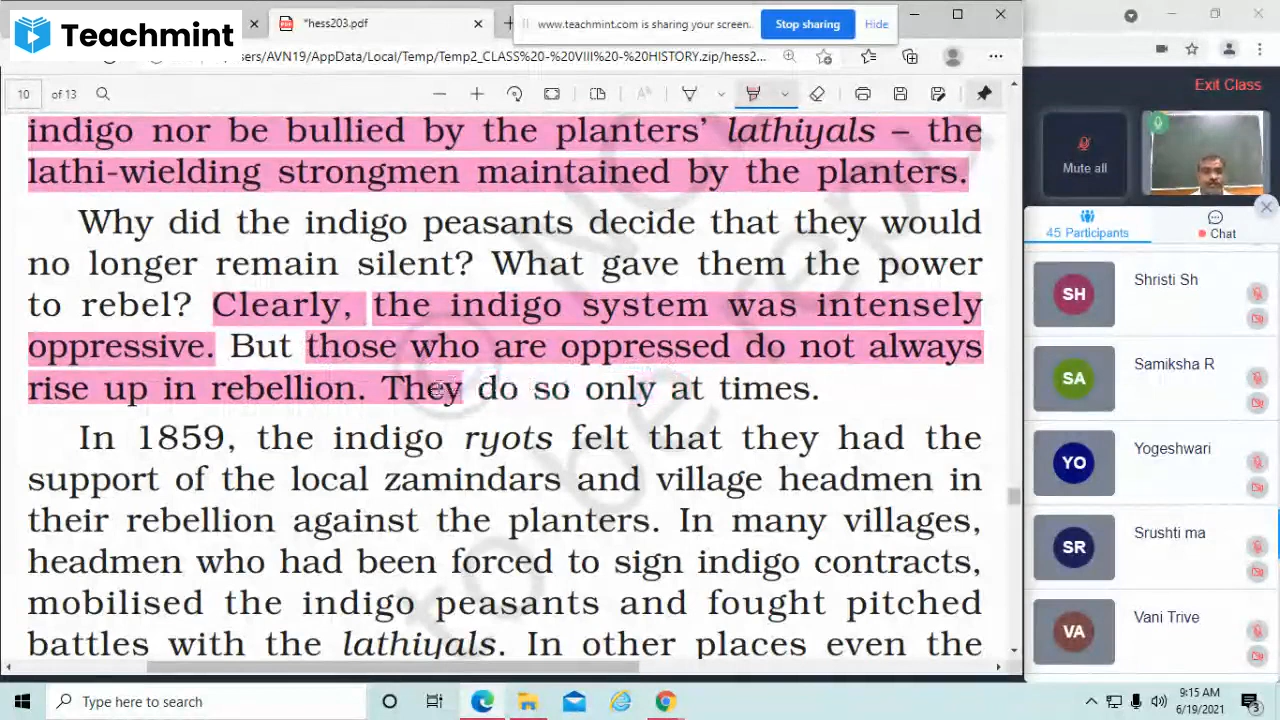 Teachmint
*hess203.pdf
www.teachmint.com is sharing your screen.
Stop sharing
Hide
ers/AVN19/AppData/Local/Temp/Temp2_CLASS%20-%20VIII%20-%20HISTORY.zip/hess2...
10 of 13
Exit Class
Mute all
45 Participants
Chat
indigo nor be bullied by the planters’ lathiyals – the
lathi-wielding strongmen maintained by the planters.
Why did the indigo peasants decide that they would
no longer remain silent? What gave them the power
to rebel? Clearly, the indigo system was intensely
oppressive. But those who are oppressed do not always
rise up in rebellion. They do so only at times.
In 1859, the indigo ryots felt that they had the
support of the local zamindars and village headmen in
their rebellion against the planters. In many villages,
headmen who had been forced to sign indigo contracts,
mobilised the indigo peasants and fought pitched
battles with the lathiyals. In other places even the
SH Shristi Sh
SA Samiksha R
YO Yogeshwari
SR Srushti ma
VA Vani Trive
Type here to search
9:15 AM
6/19/2021
3